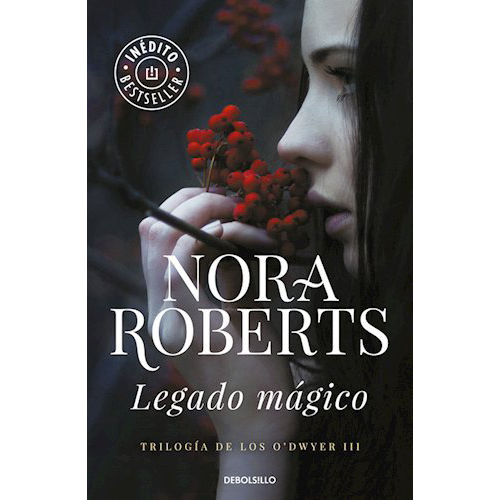 INÉDITO
BESTSELLER
NORA
ROBERTS
Legado mágico
TRILOGÍA DE LOS O'DWYER III
DEBOLSILLO